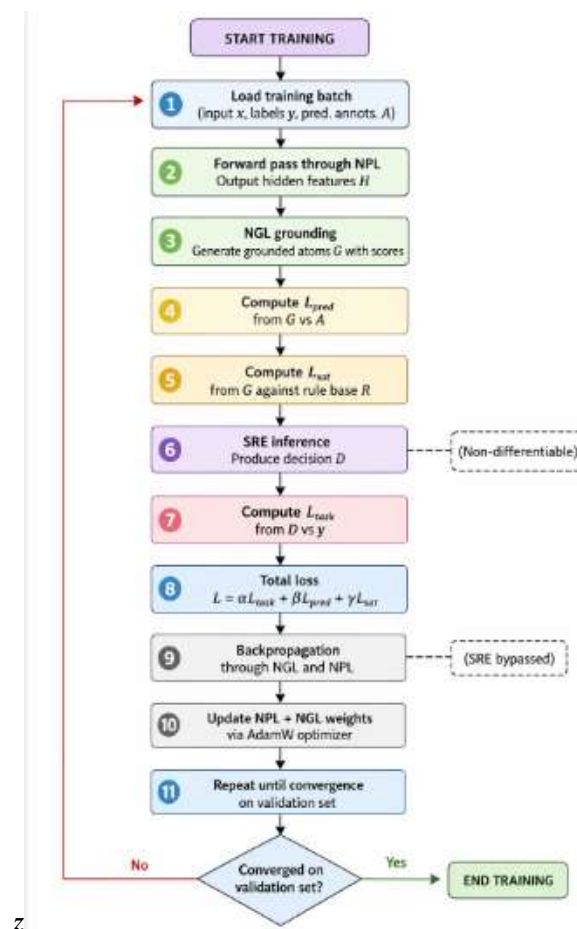 START TRAINING
1
Load training batch
(input x, labels y, pred. annots. A)
2
Forward pass through NPL
Output hidden features H
3
NGL grounding
Generate grounded atoms G with scores
4
Compute L_pred
from G vs A
5
Compute L_sat
from G against rule base R
6
SRE inference
Produce decision D
(Non-differentiable)
7
Compute L_task
from D vs y
8
Total loss
L = αL_task + βL_pred + γL_sat
9
Backpropagation
through NGL and NPL
(SRE bypassed)
10
Update NPL + NGL weights
via AdamW optimizer
11
Repeat until convergence
on validation set
No
Converged on
validation set?
Yes
END TRAINING
z